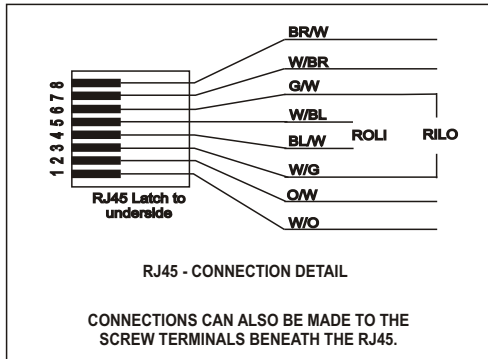 BR/W
W/BR
G/W
W/BL
BL/W
W/G
O/W
W/O
ROLI
RILO
1 2 3 4 5 6 7 8
RJ45 Latch to
underside
RJ45 - CONNECTION DETAIL
CONNECTIONS CAN ALSO BE MADE TO THE
SCREW TERMINALS BENEATH THE RJ45.